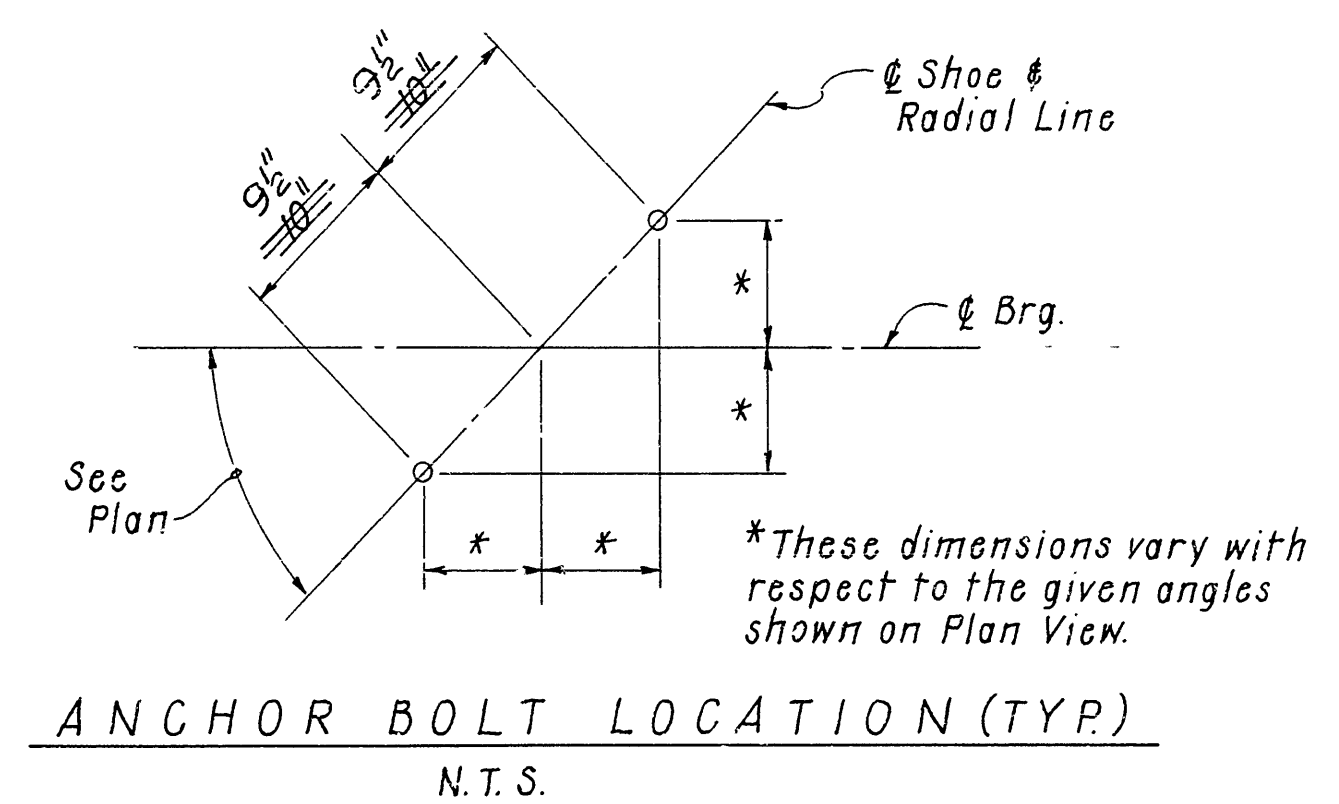 9½"
10"
9½"
10"
℄ Shoe &
Radial Line
*
℄ Brg.
*
See
Plan
*
*
*These dimensions vary with
respect to the given angles
shown on Plan View.
ANCHOR BOLT LOCATION (TYP.)
N.T.S.